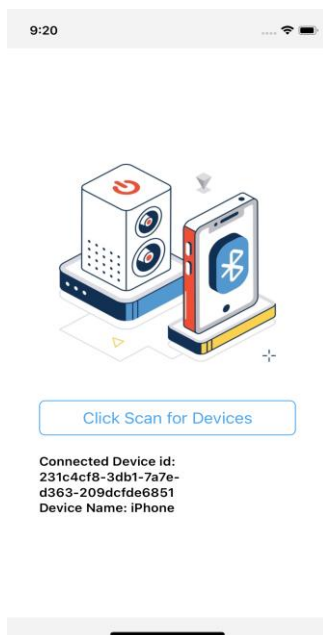 9:20
Click Scan for Devices
Connected Device id:
231c4cf8-3db1-7a7e-
d363-209dcfde6851
Device Name: iPhone